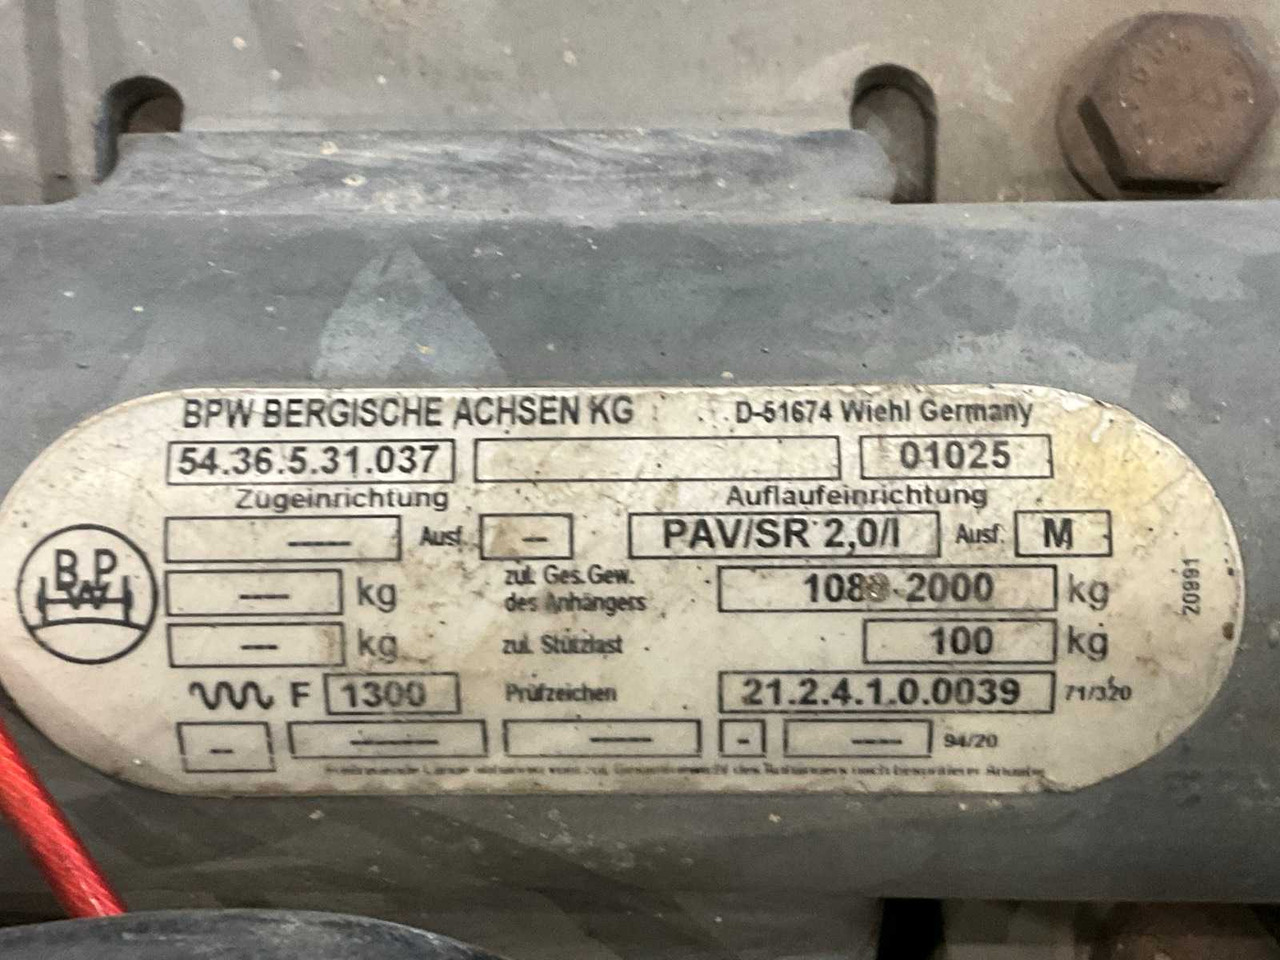 BPW BERGISCHE ACHSEN KG D-51674 Wiehl Germany
54.36.5.31.037 01025
Zugeinrichtung Auflaufeinrichtung
— Ausf. – PAV/SR 2,0/I Ausf. M
— kg zul. Ges. Gew. des Anhängers 2000 kg
— kg zul. Stützlast 100 kg
F 1300 Prüfzeichen 21.2.4.1.0.0039 71/320
– — — - — 94/20
BPW
20991